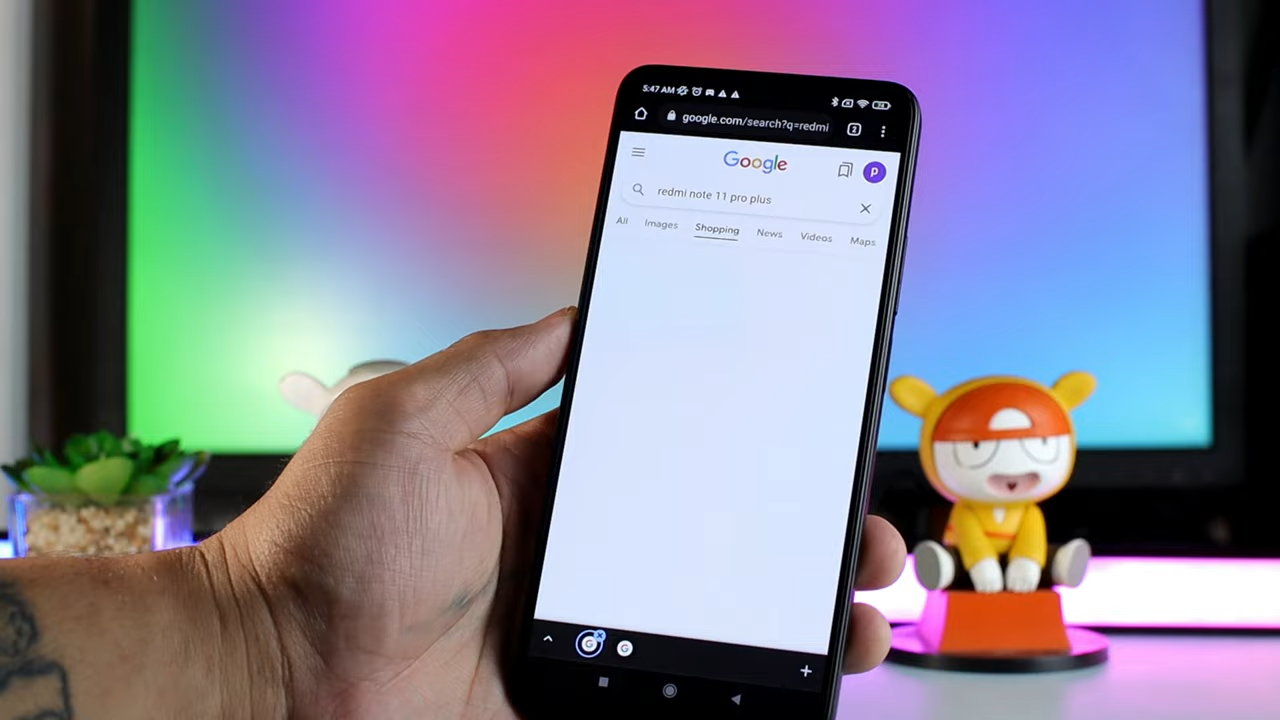 5:47 AM
google.com/search?q=redmi
2
Google
p
redmi note 11 pro plus
All Images Shopping News Videos Maps
G G